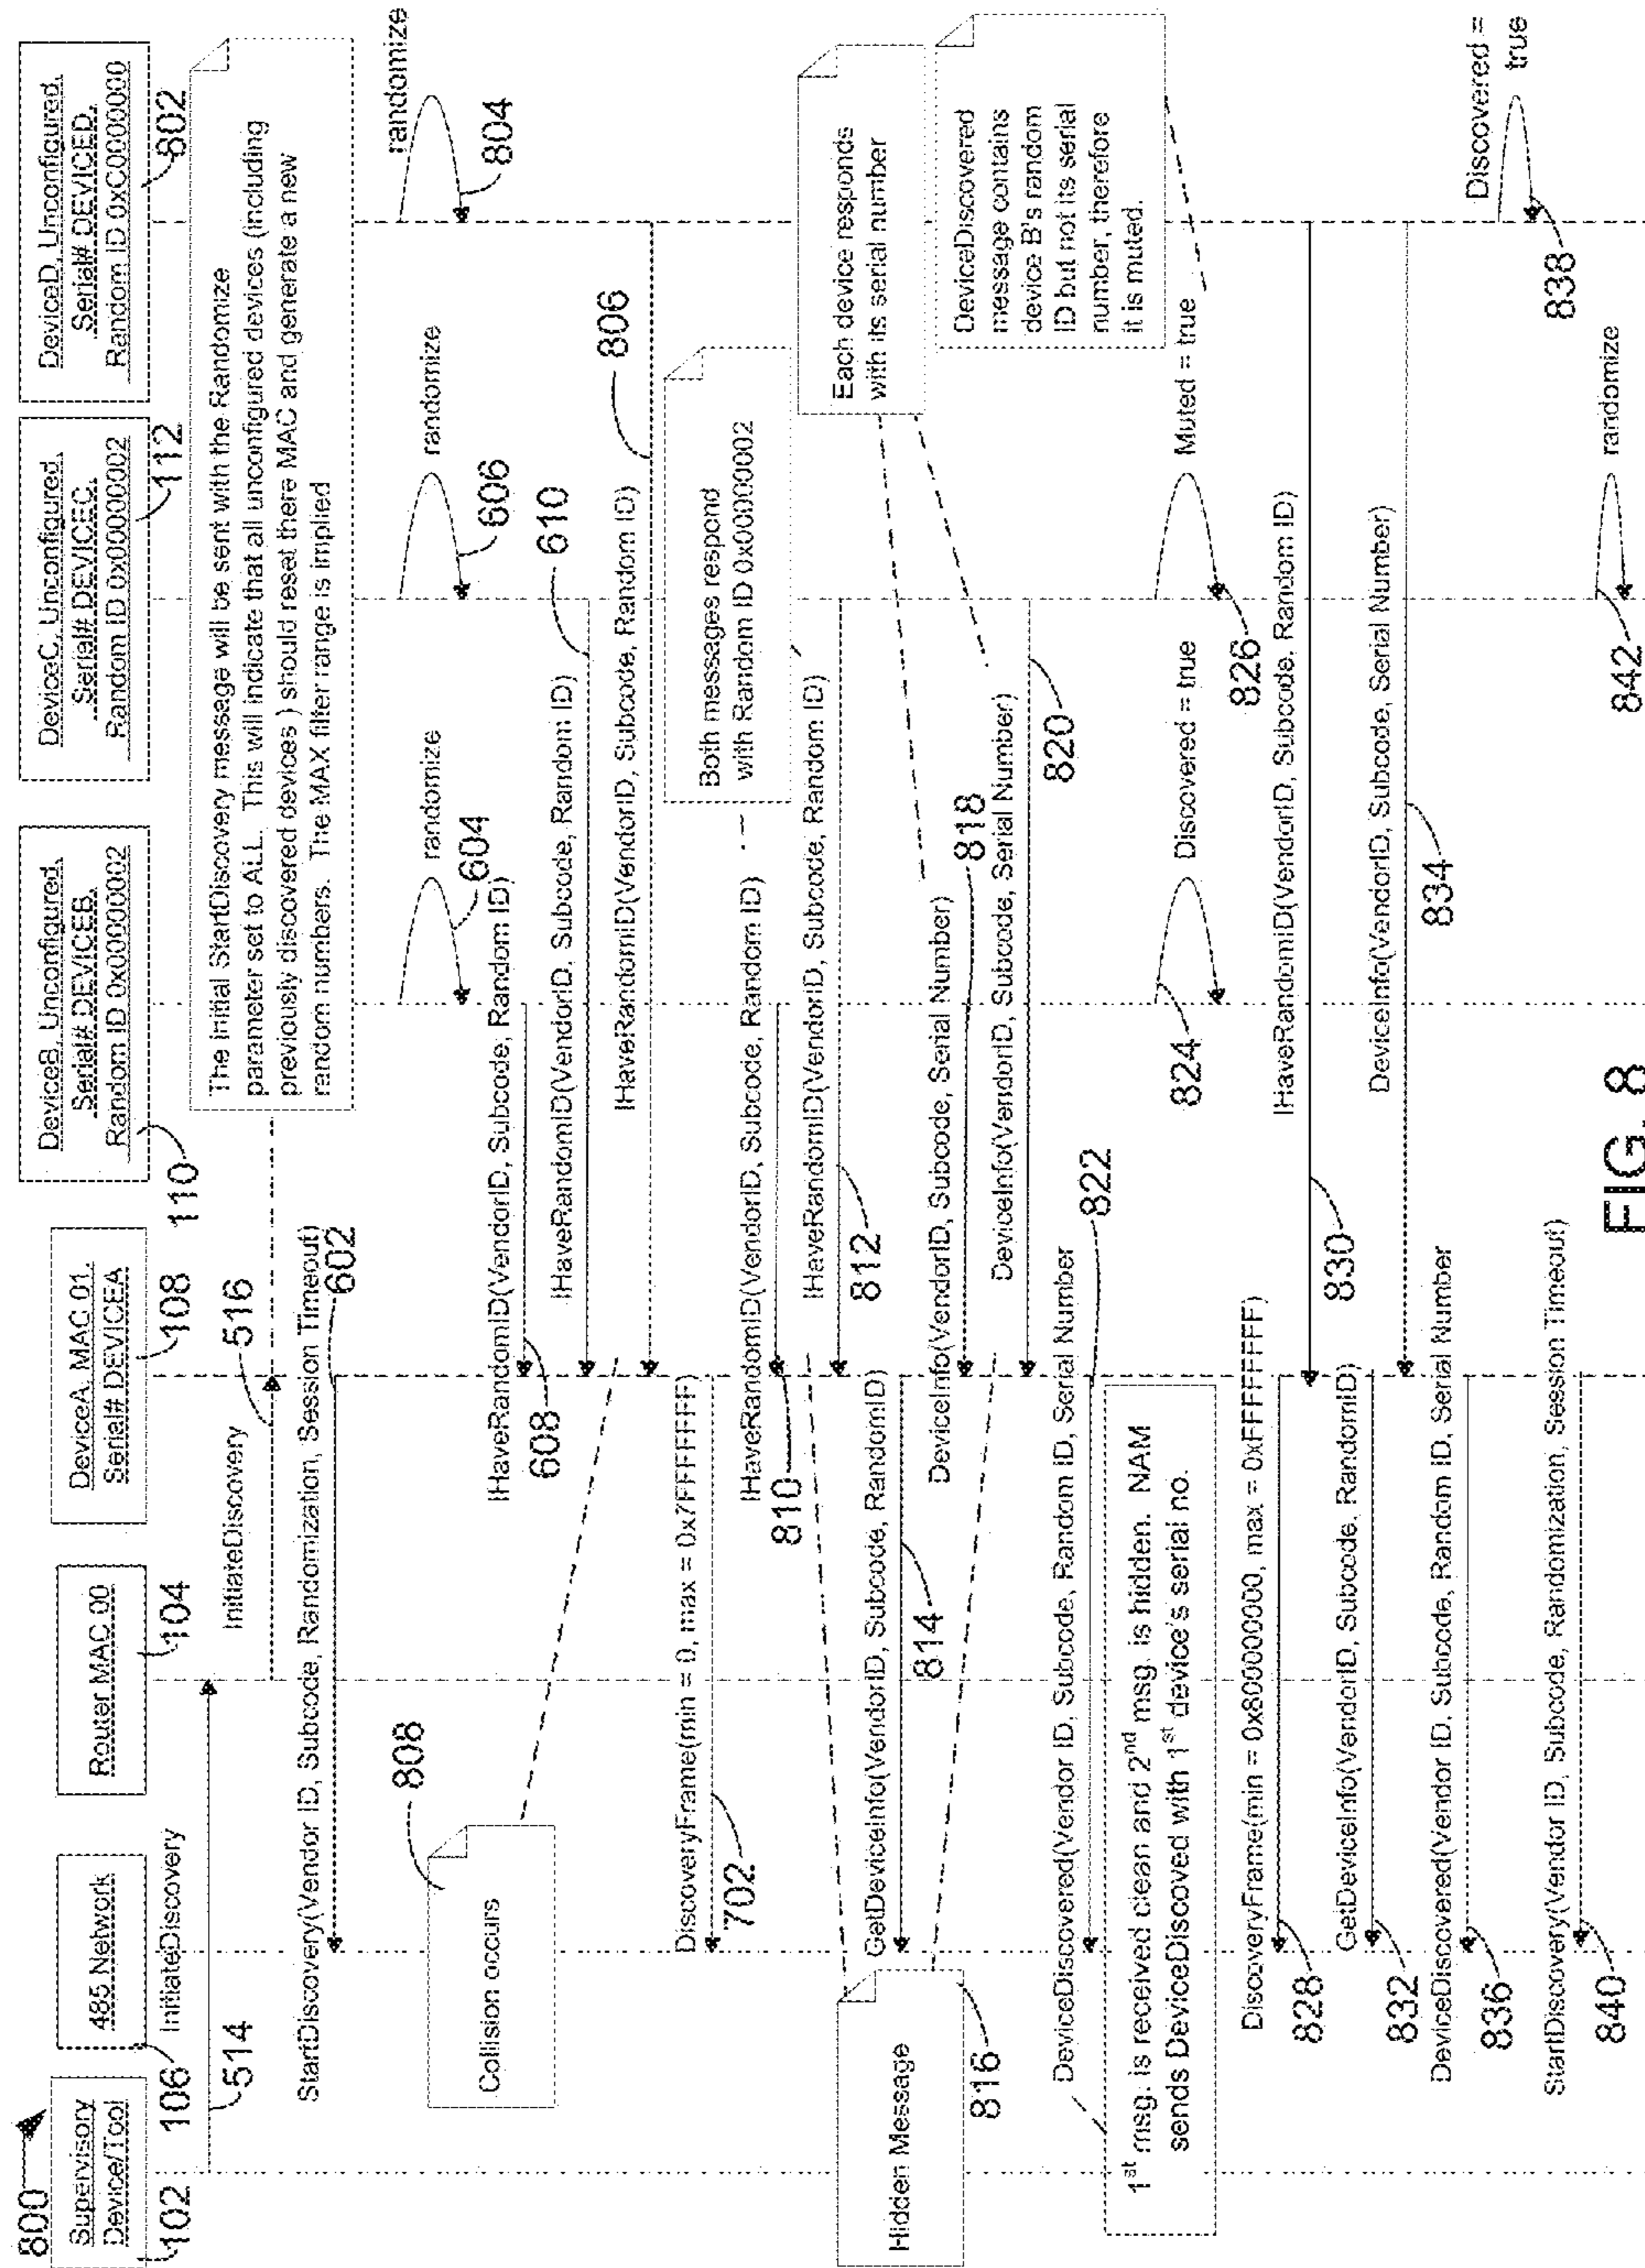 800
Supervisory
Device/Tool
102
485 Network
106
Router MAC 00
104
DeviceA, MAC 01.
Serial# DEVICEA
108
DeviceB, Unconfigured.
Serial# DEVICEB.
Random ID 0x00000002
110
DeviceC, Unconfigured.
Serial# DEVICEC.
Random ID 0x00000002
112
DeviceD, Unconfigured.
Serial# DEVICED.
Random ID 0xC0000000
802
InitiateDiscovery
514
InitiateDiscovery
516
The initial StartDiscovery message will be sent with the Randomize
parameter set to ALL. This will indicate that all unconfigured devices (including
previously discovered devices ) should reset there MAC and generate a new
random numbers. The MAX filter range is implied
StartDiscovery(Vendor ID, Subcode, Randomization, Session Timeout)
602
randomize
604
randomize
606
randomize
804
IHaveRandomID(VendorID, Subcode, Random ID)
608
IHaveRandomID(VendorID, Subcode, Random ID)
610
IHaveRandomID(VendorID, Subcode, Random ID)
806
808
Collision occurs
DiscoveryFrame(min = 0, max = 0x7FFFFFFF)
702
Both messages respond
with Random ID 0x00000002
IHaveRandomID(VendorID, Subcode, Random ID)
810
IHaveRandomID(VendorID, Subcode, Random ID)
812
Each device responds
with its serial number
GetDeviceInfo(VendorID, Subcode, RandomID)
814
Hidden Message
816
DeviceInfo(VendorID, Subcode, Serial Number)
818
DeviceInfo(VendorID, Subcode, Serial Number)
820
DeviceDiscovered
message contains
device B's random
ID but not its serial
number, therefore
it is muted.
DeviceDiscovered(Vendor ID, Subcode, Random ID, Serial Number
822
1st msg. is received clean and 2nd msg. is hidden. NAM
sends DeviceDiscoved with 1st device's serial no.
Discovered = true
824
Muted = true
826
DiscoveryFrame(min = 0x80000000, max = 0xFFFFFFFF)
828
IHaveRandomID(VendorID, Subcode, Random ID)
830
GetDeviceInfo(VendorID, Subcode, RandomID)
832
DeviceInfo(VendorID, Subcode, Serial Number)
834
DeviceDiscovered(Vendor ID, Subcode, Random ID, Serial Number
836
Discovered =
true
838
StartDiscovery(Vendor ID, Subcode, Randomization, Session Timeout)
840
randomize
842
FIG. 8